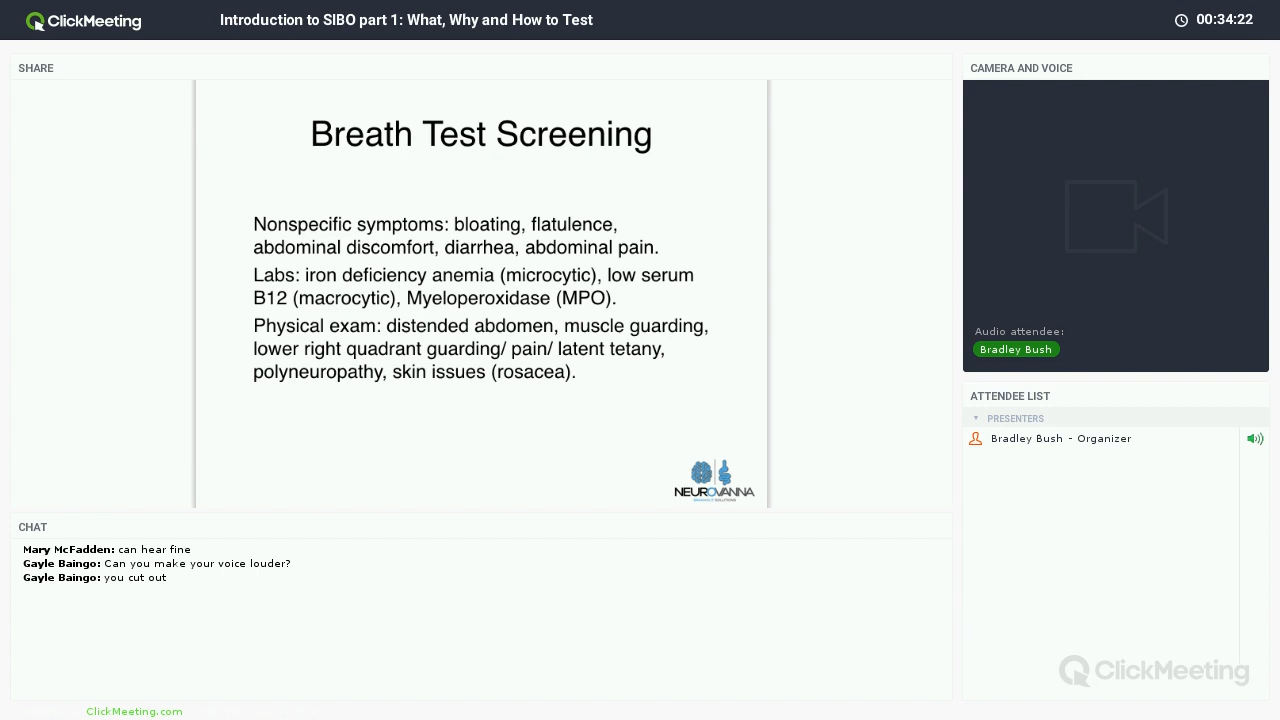 ClickMeeting
Introduction to SIBO part 1: What, Why and How to Test
00:34:22
SHARE
Breath Test Screening
Nonspecific symptoms: bloating, flatulence,
abdominal discomfort, diarrhea, abdominal pain.
Labs: iron deficiency anemia (microcytic), low serum
B12 (macrocytic), Myeloperoxidase (MPO).
Physical exam: distended abdomen, muscle guarding,
lower right quadrant guarding/ pain/ latent tetany,
polyneuropathy, skin issues (rosacea).
NEUROVANNA
CHAT
Mary McFadden: can hear fine
Gayle Baingo: Can you make your voice louder?
Gayle Baingo: you cut out
CAMERA AND VOICE
Audio attendee:
Bradley Bush
ATTENDEE LIST
PRESENTERS
Bradley Bush - Organizer
ClickMeeting
ClickMeeting.com